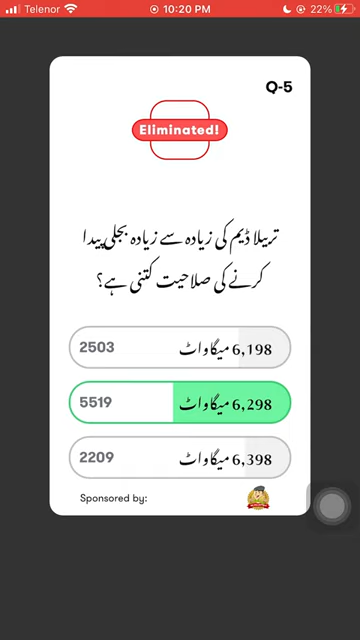 Telenor 10:20 PM 22%
Q-5
Eliminated!
تربیلا ڈیم کی زیادہ سے زیادہ بجلی پیدا
کرنے کی صلاحیت کتنی ہے؟
2503 6,198 میگاواٹ
5519 6,298 میگاواٹ
2209 6,398 میگاواٹ
Sponsored by: